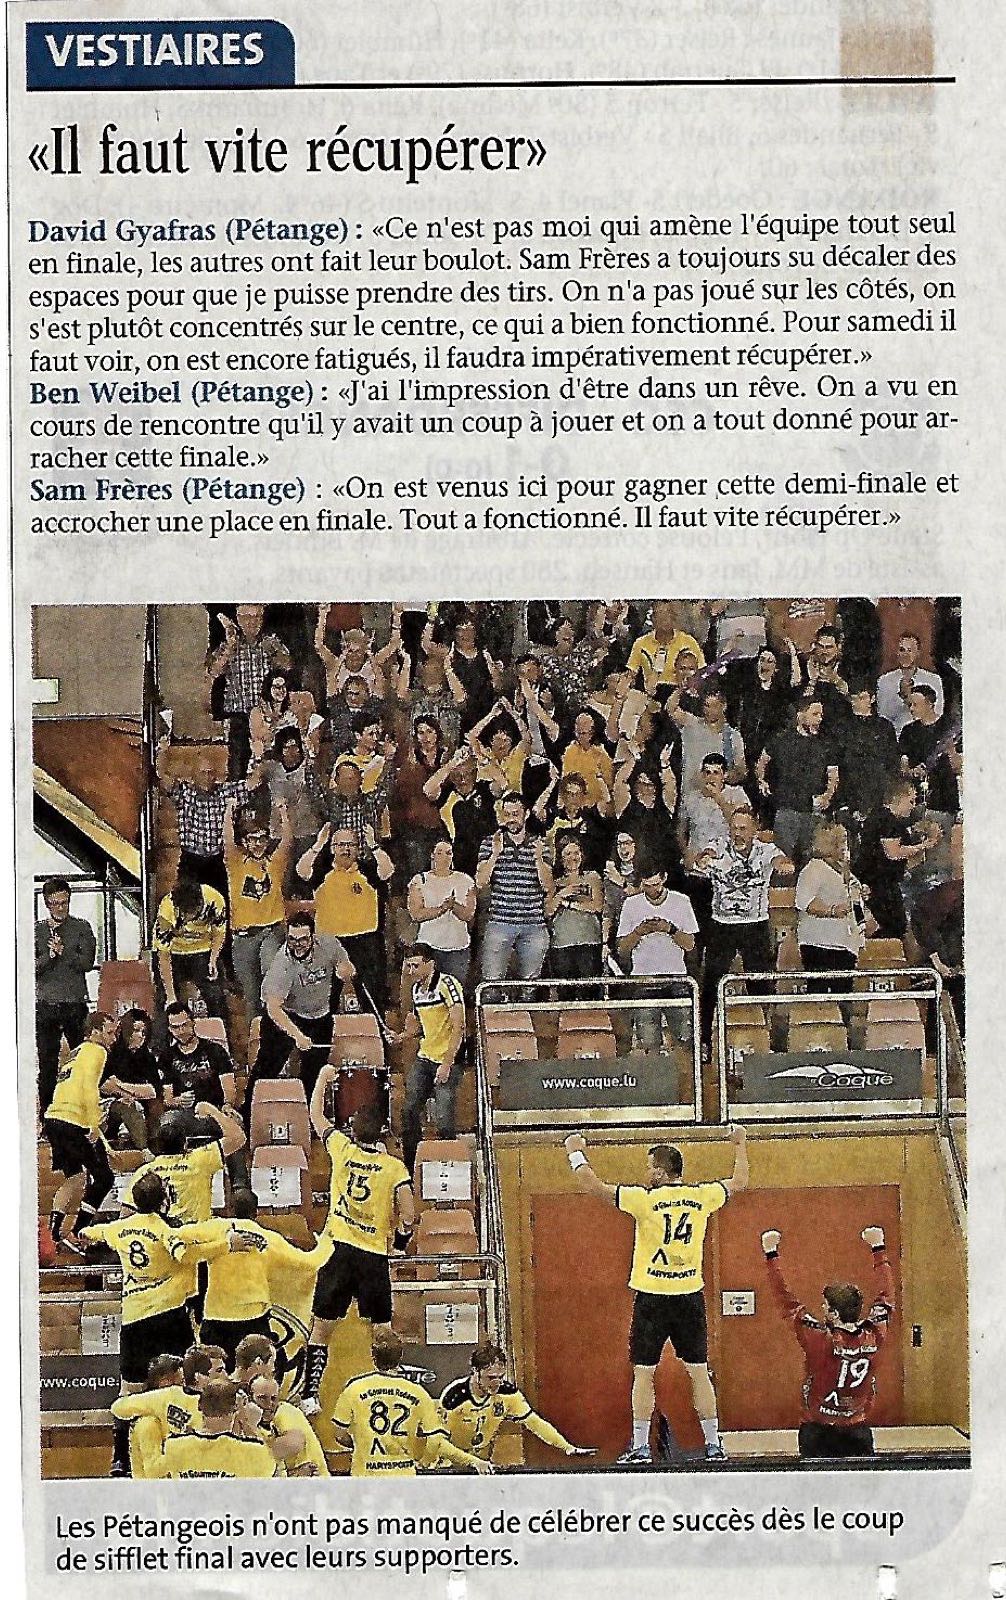 VESTIAIRES
«Il faut vite récupérer»
David Gyafras (Pétange) : «Ce n'est pas moi qui amène l'équipe tout seul
en finale, les autres ont fait leur boulot. Sam Frères a toujours su décaler des
espaces pour que je puisse prendre des tirs. On n'a pas joué sur les côtés, on
s'est plutôt concentrés sur le centre, ce qui a bien fonctionné. Pour samedi il
faut voir, on est encore fatigués, il faudra impérativement récupérer.»
Ben Weibel (Pétange) : «J'ai l'impression d'être dans un rêve. On a vu en
cours de rencontre qu'il y avait un coup à jouer et on a tout donné pour ar-
racher cette finale.»
Sam Frères (Pétange) : «On est venus ici pour gagner cette demi-finale et
accrocher une place en finale. Tout a fonctionné. Il faut vite récupérer.»
www.coque.lu
Coque
15
14
HARYSPORTS
8
19
www.coque.
82
HARYSPORTS
Les Pétangeois n'ont pas manqué de célébrer ce succès dès le coup
de sifflet final avec leurs supporters.